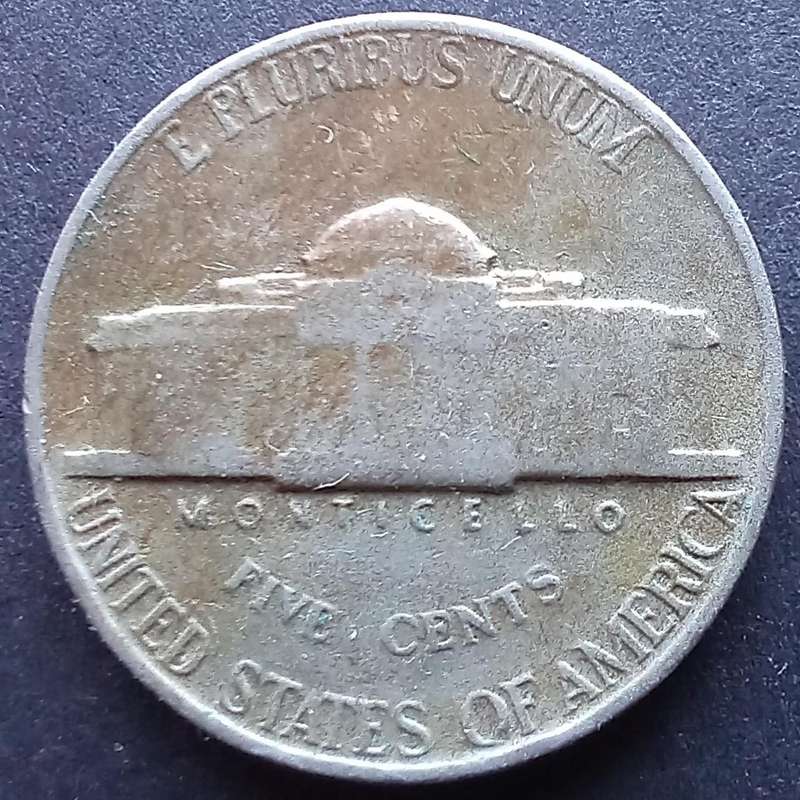 E PLURIBUS UNUM
MONTICELLO
FIVE CENTS
UNITED STATES OF AMERICA